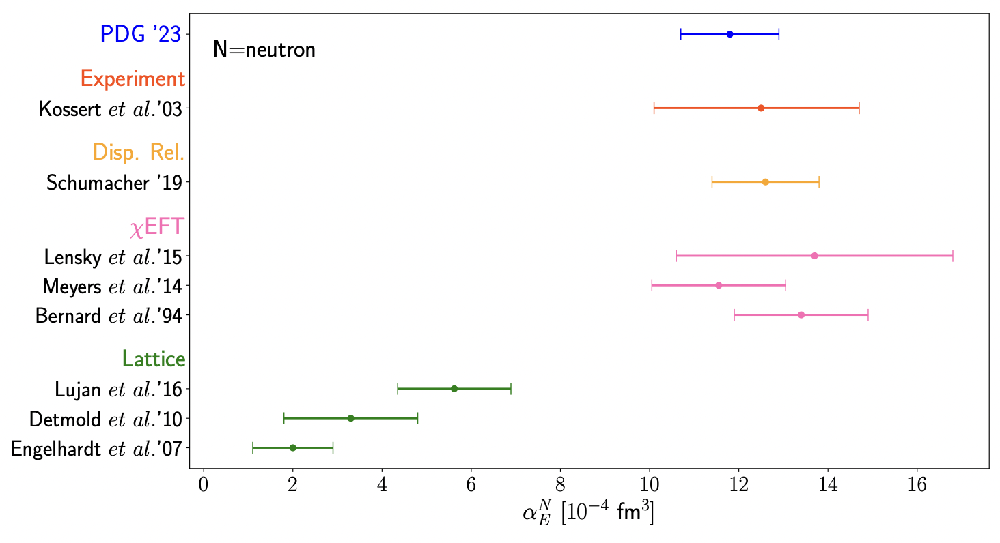 PDG '23
N=neutron
Experiment
Kossert et al.'03
Disp. Rel.
Schumacher '19
χEFT
Lensky et al.'15
Meyers et al.'14
Bernard et al.'94
Lattice
Lujan et al.'16
Detmold et al.'10
Engelhardt et al.'07
0 2 4 6 8 10 12 14 16
α_E^N [10^{−4} fm^3]